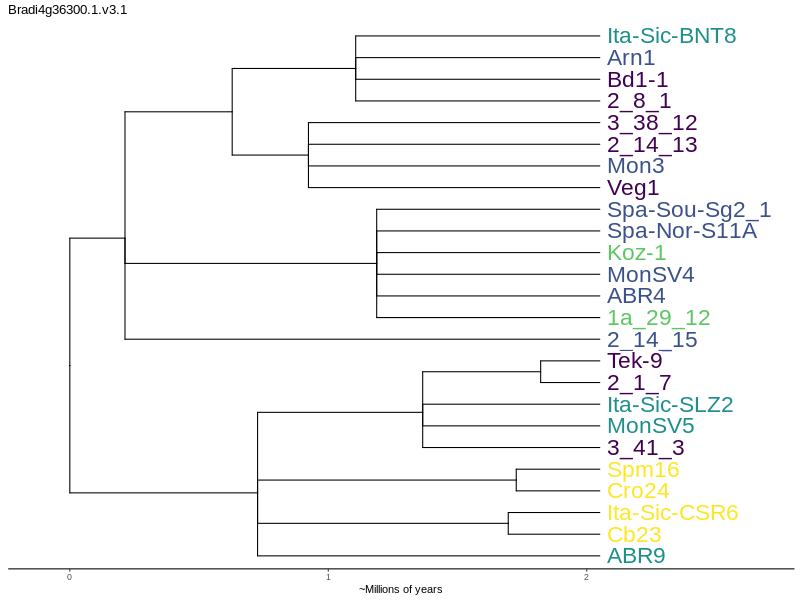 Bradi4g36300.1.v3.1
Ita-Sic-BNT8
Arn1
Bd1-1
2_8_1
3_38_12
2_14_13
Mon3
Veg1
Spa-Sou-Sg2_1
Spa-Nor-S11A
Koz-1
MonSV4
ABR4
1a_29_12
2_14_15
Tek-9
2_1_7
Ita-Sic-SLZ2
MonSV5
3_41_3
Spm16
Cro24
Ita-Sic-CSR6
Cb23
ABR9
0 1 2
~Millions of years